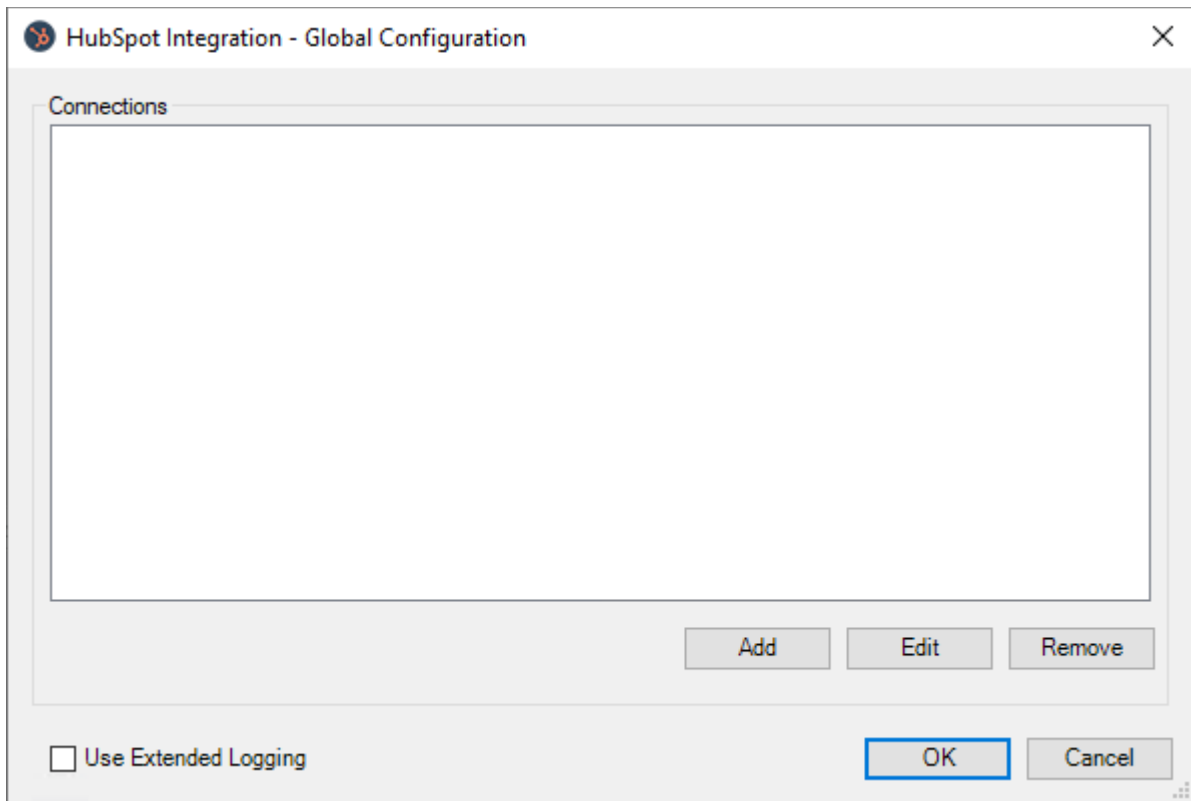 HubSpot Integration - Global Configuration
Connections
Add Edit Remove
Use Extended Logging OK Cancel